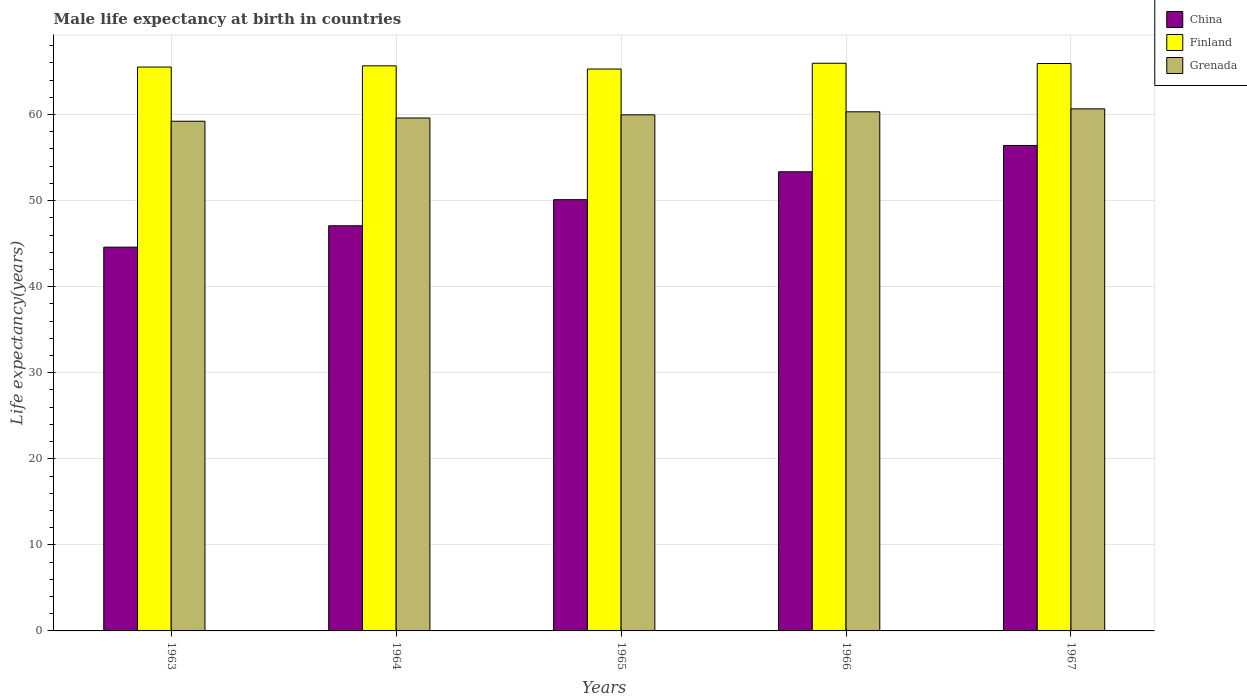 Male life expectancy at birth in countries
China
Finland
Grenada
Life expectancy(years)
60
50
40
30
20
10
0
1963
1964
1965
1966
1967
Years